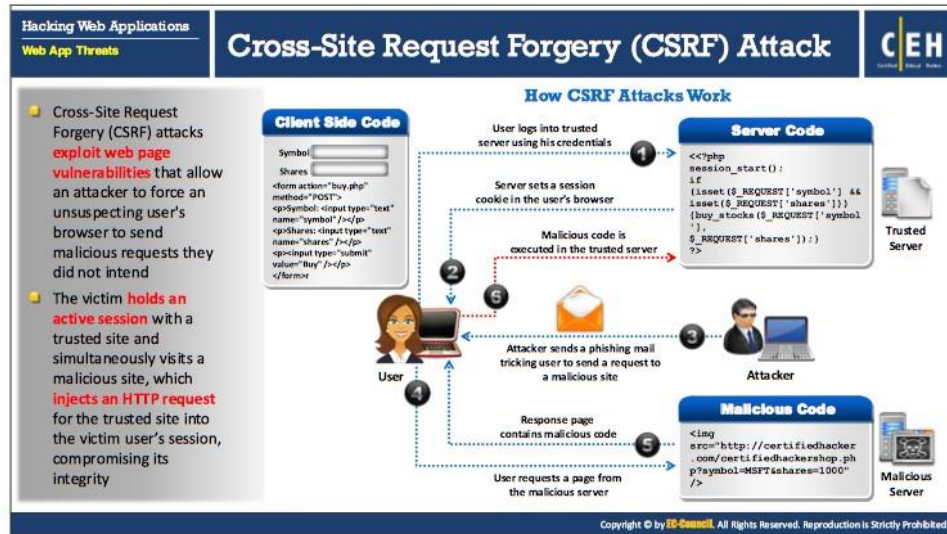 Hacking Web Applications
Web App Threats
Cross-Site Request Forgery (CSRF) Attack
C|EH
Certified Ethical Hacker
Cross-Site Request
Forgery (CSRF) attacks
exploit web page
vulnerabilities that allow
an attacker to force an
unsuspecting user's
browser to send
malicious requests they
did not intend
The victim holds an
active session with a
trusted site and
simultaneously visits a
malicious site, which
injects an HTTP request
for the trusted site into
the victim user's session,
compromising its
integrity
How CSRF Attacks Work
Client Side Code
Symbol
Shares
<form action="buy.php"
method="POST">
<p>Symbol: <input type="text"
name="symbol" /></p>
<p>Shares: <input type="text"
name="shares" /></p>
<p><input type="submit"
value="Buy" /></p>
</form>r
User logs into trusted
server using his credentials
1
Server sets a session
cookie in the user's browser
2
Malicious code is
executed in the trusted server
6
Server Code
<<?php
session_start();
if
(isset($_REQUEST['symbol'] &&
isset($_REQUEST['shares']))
{buy_stocks($_REQUEST['symbol'
],
$_REQUEST['shares']);}
?>
Trusted
Server
User
Attacker sends a phishing mail
tricking user to send a request to
a malicious site
3
Attacker
4
Response page
contains malicious code
5
User requests a page from
the malicious server
Malicious Code
<img
src="http://certifiedhacker
.com/certifiedhackershop.ph
p?symbol=MSFT&shares=1000"
/>
Malicious
Server
Copyright © by EC-Council. All Rights Reserved. Reproduction is Strictly Prohibited.